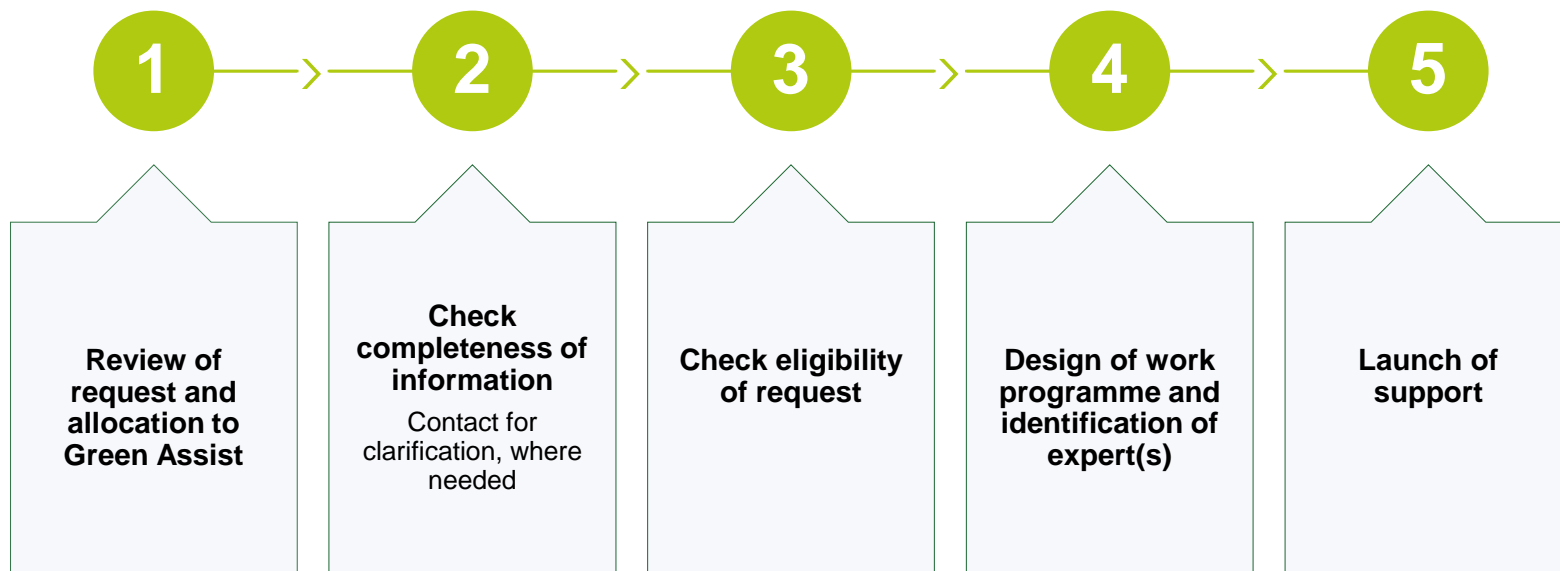 1
2
3
4
5
Review of
request and
allocation to
Green Assist
Check
completeness of
information
Contact for
clarification, where
needed
Check eligibility
of request
Design of work
programme and
identification of
expert(s)
Launch of
support